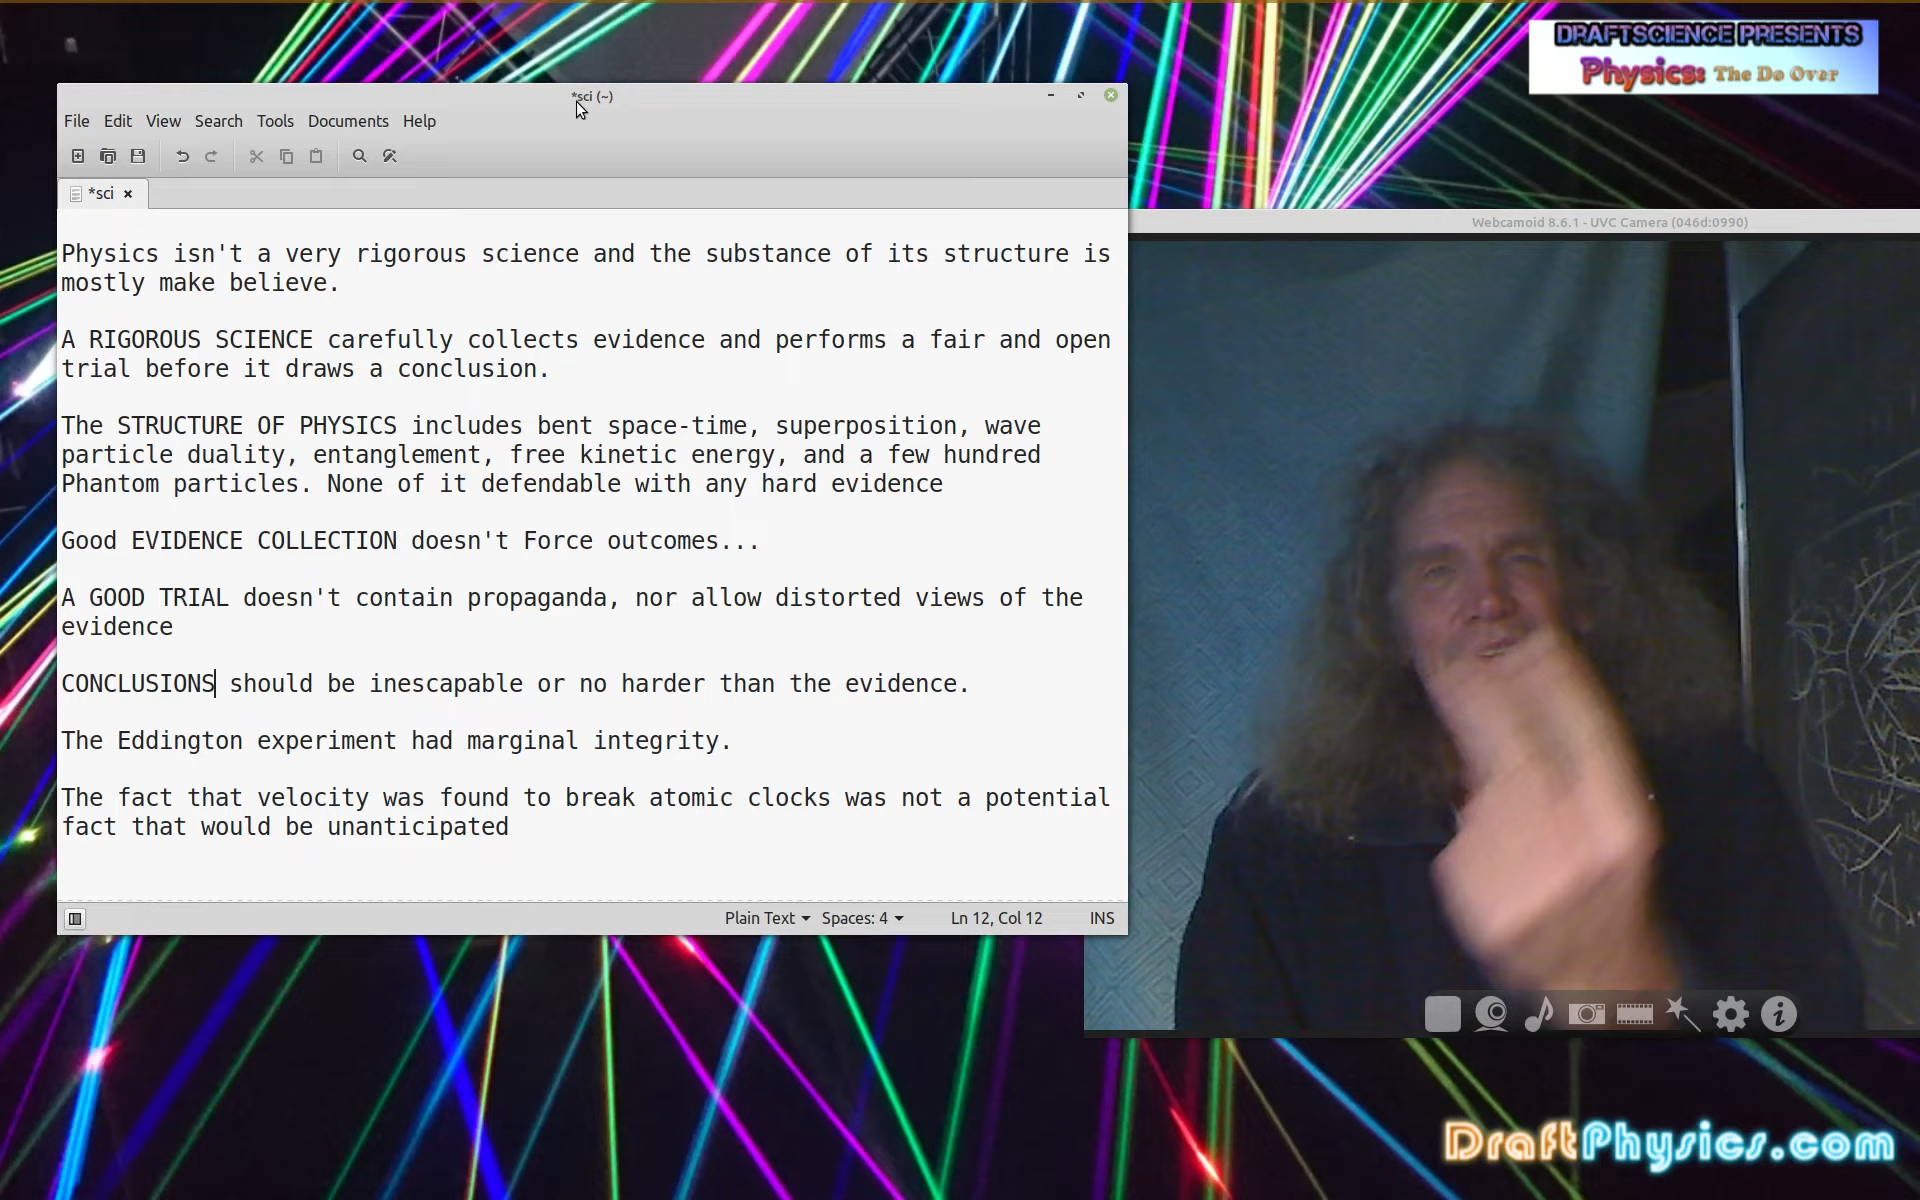 DRAFTSCIENCE PRESENTS
Physics: The Do Over
*sci (~)
File Edit View Search Tools Documents Help
*sci
Webcamoid 8.6.1 - UVC Camera (046d:0990)
Physics isn't a very rigorous science and the substance of its structure is
mostly make believe.
A RIGOROUS SCIENCE carefully collects evidence and performs a fair and open
trial before it draws a conclusion.
The STRUCTURE OF PHYSICS includes bent space-time, superposition, wave
particle duality, entanglement, free kinetic energy, and a few hundred
Phantom particles. None of it defendable with any hard evidence
Good EVIDENCE COLLECTION doesn't Force outcomes...
A GOOD TRIAL doesn't contain propaganda, nor allow distorted views of the
evidence
CONCLUSIONS should be inescapable or no harder than the evidence.
The Eddington experiment had marginal integrity.
The fact that velocity was found to break atomic clocks was not a potential
fact that would be unanticipated
Plain Text Spaces: 4 Ln 12, Col 12 INS
DraftPhysics.com